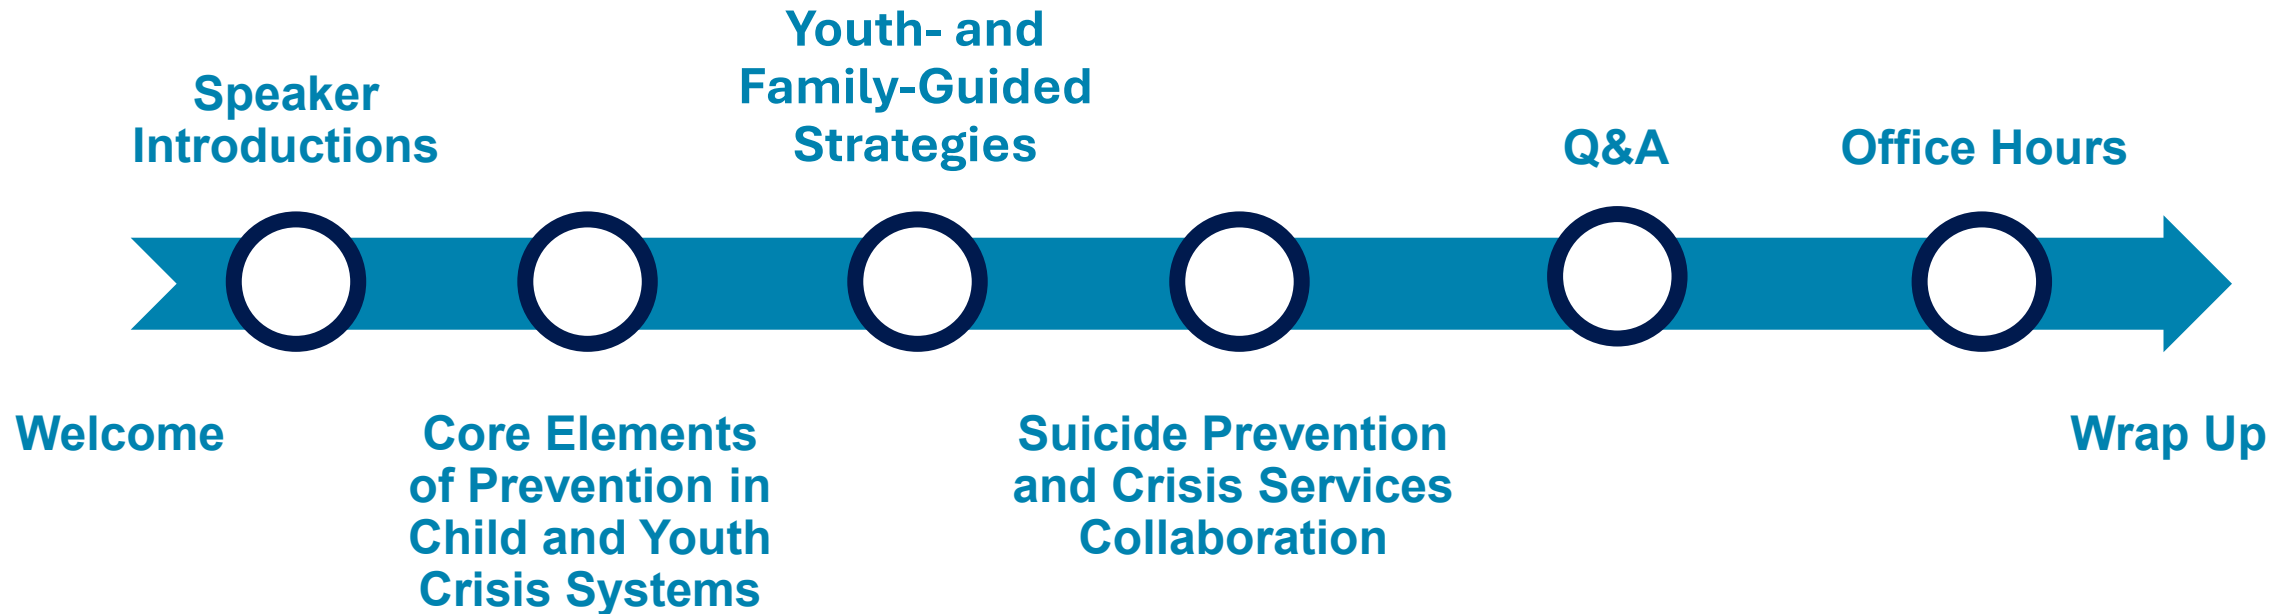 Welcome
Speaker
Introductions
Core Elements
of Prevention in
Child and Youth
Crisis Systems
Youth- and
Family-Guided
Strategies
Suicide Prevention
and Crisis Services
Collaboration
Q&A
Office Hours
Wrap Up